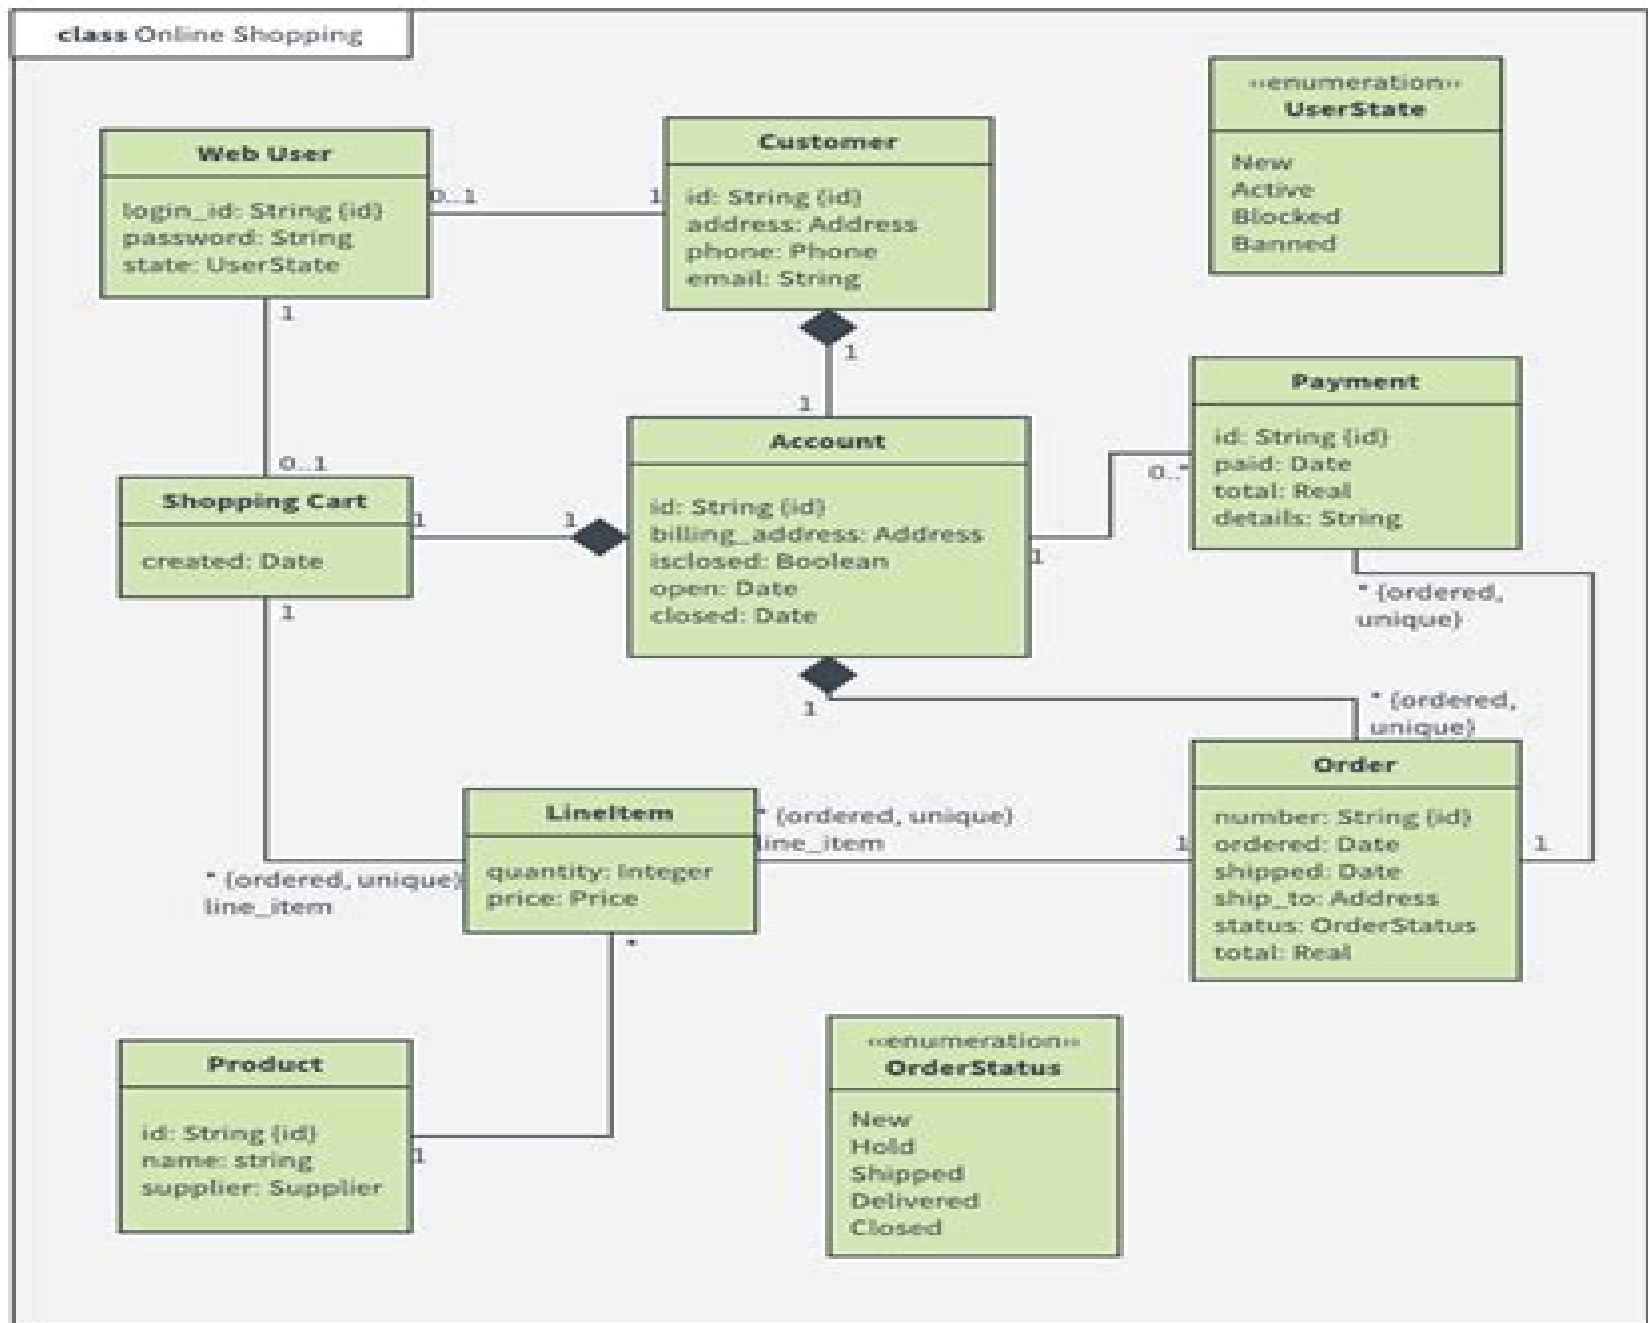 class Online Shopping
«enumeration»
UserState
New
Active
Blocked
Banned
Web User
login_id: String {id}
password: String
state: UserState
0..1
1
Customer
id: String {id}
address: Address
phone: Phone
email: String
1
0..1
1
1
Shopping Cart
created: Date
1
1
1
Account
id: String {id}
billing_address: Address
isclosed: Boolean
open: Date
closed: Date
1
0..*
Payment
id: String {id}
paid: Date
total: Real
details: String
* {ordered,
unique}
1
* {ordered,
unique}
Order
number: String {id}
ordered: Date
shipped: Date
ship_to: Address
status: OrderStatus
total: Real
1
1
* {ordered, unique}
line_item
LineItem
quantity: Integer
price: Price
* {ordered, unique}
line_item
*
Product
id: String {id}
name: string
supplier: Supplier
1
«enumeration»
OrderStatus
New
Hold
Shipped
Delivered
Closed